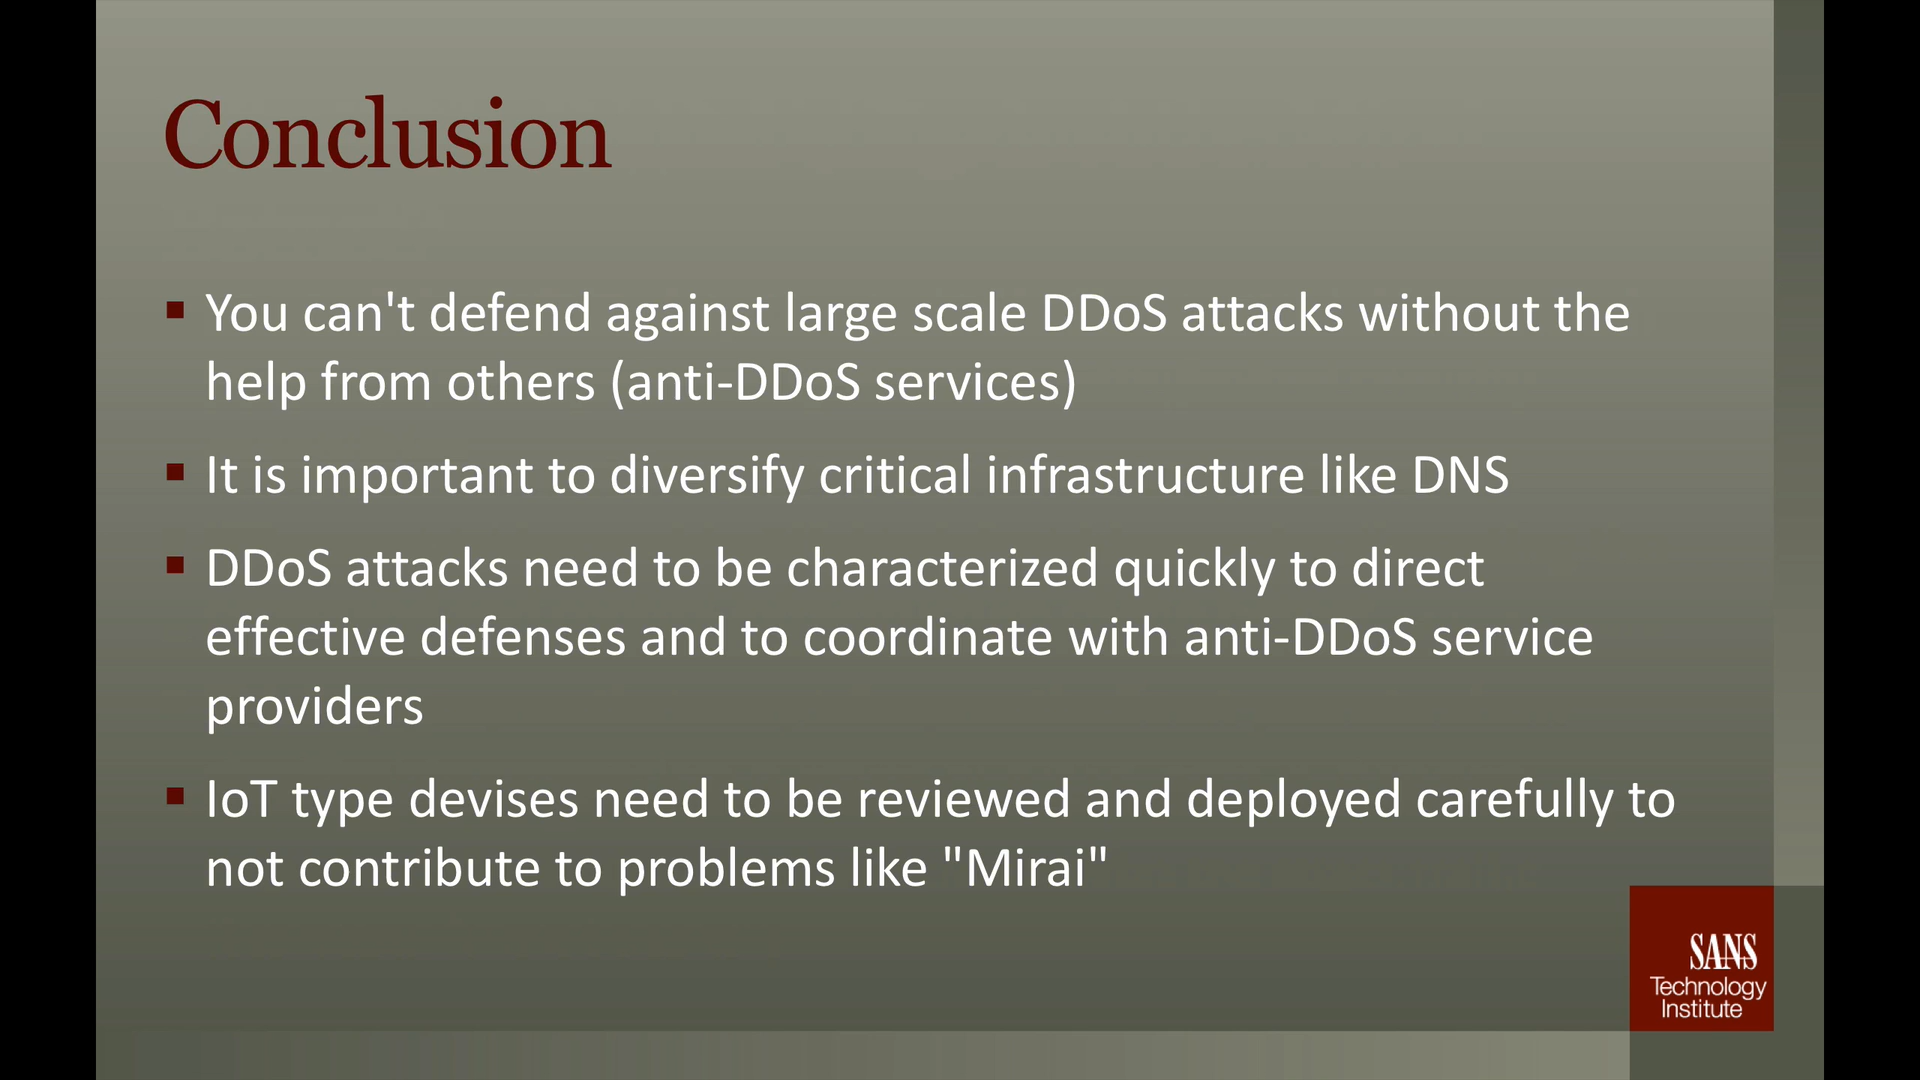 Conclusion
You can't defend against large scale DDoS attacks without the
help from others (anti-DDoS services)
It is important to diversify critical infrastructure like DNS
DDoS attacks need to be characterized quickly to direct
effective defenses and to coordinate with anti-DDoS service
providers
IoT type devises need to be reviewed and deployed carefully to
not contribute to problems like "Mirai"
SANS
Technology
Institute